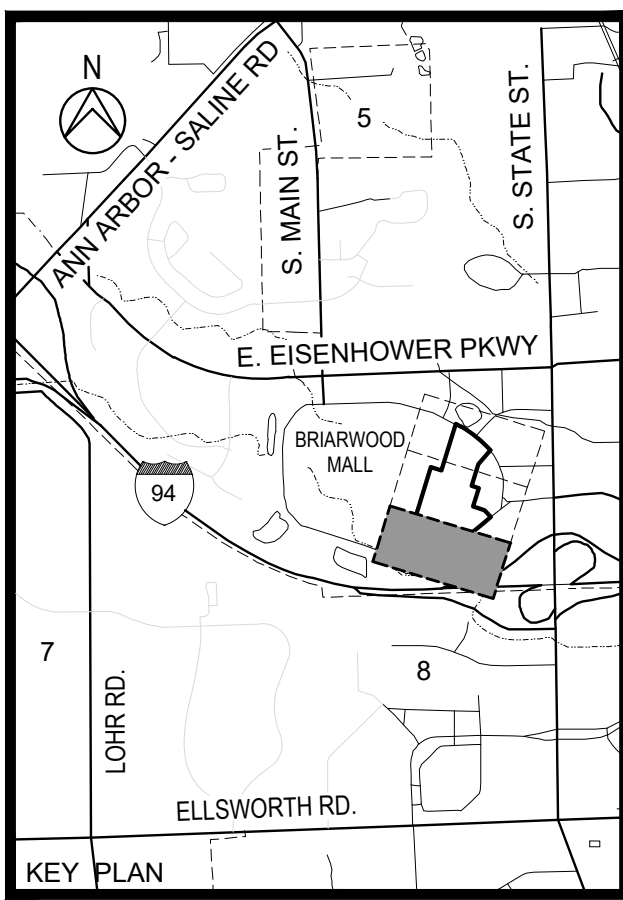 N
ANN ARBOR - SALINE RD
S. MAIN ST.
5
S. STATE ST.
E. EISENHOWER PKWY
BRIARWOOD
MALL
94
7
LOHR RD.
8
ELLSWORTH RD.
KEY PLAN